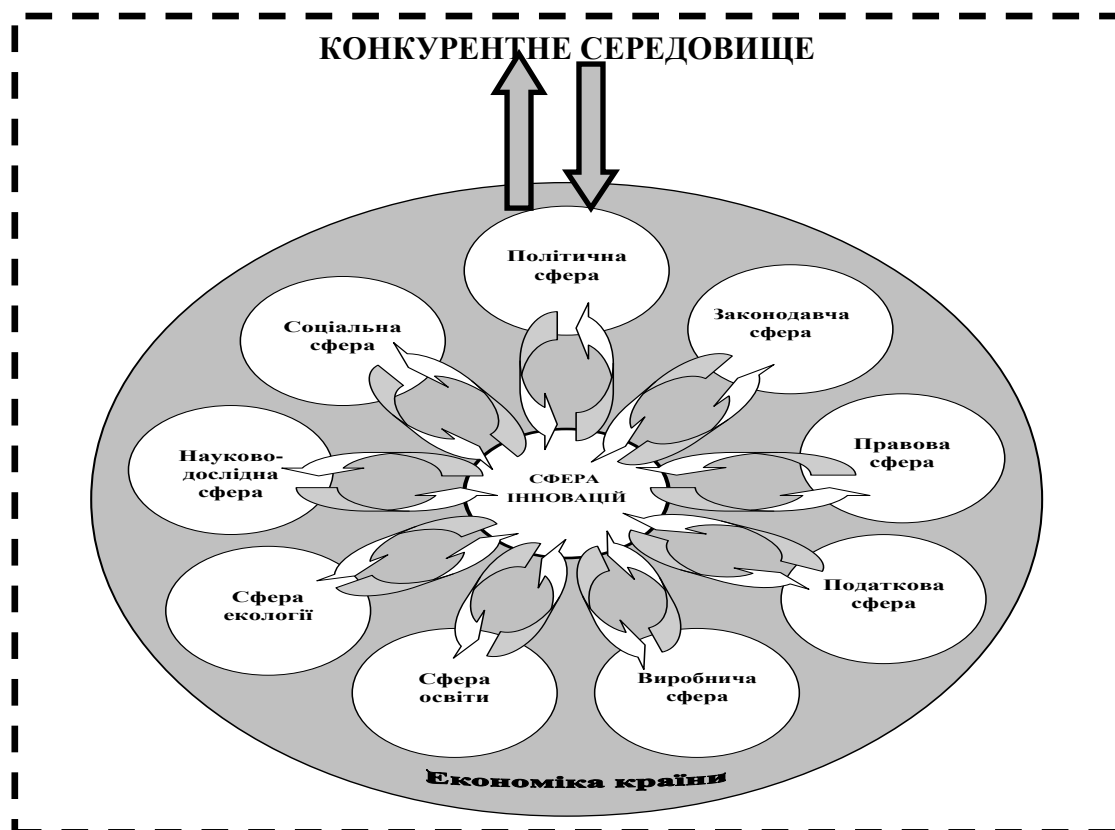 КОНКУРЕНТНЕ СЕРЕДОВИЩЕ
Політична
сфера
Законодавча
сфера
Соціальна
сфера
Правова
сфера
Науково-
дослідна
сфера
СФЕРА
ІННОВАЦІЙ
Податкова
сфера
Сфера
екології
Сфера
освіти
Виробнича
сфера
Економіка країни